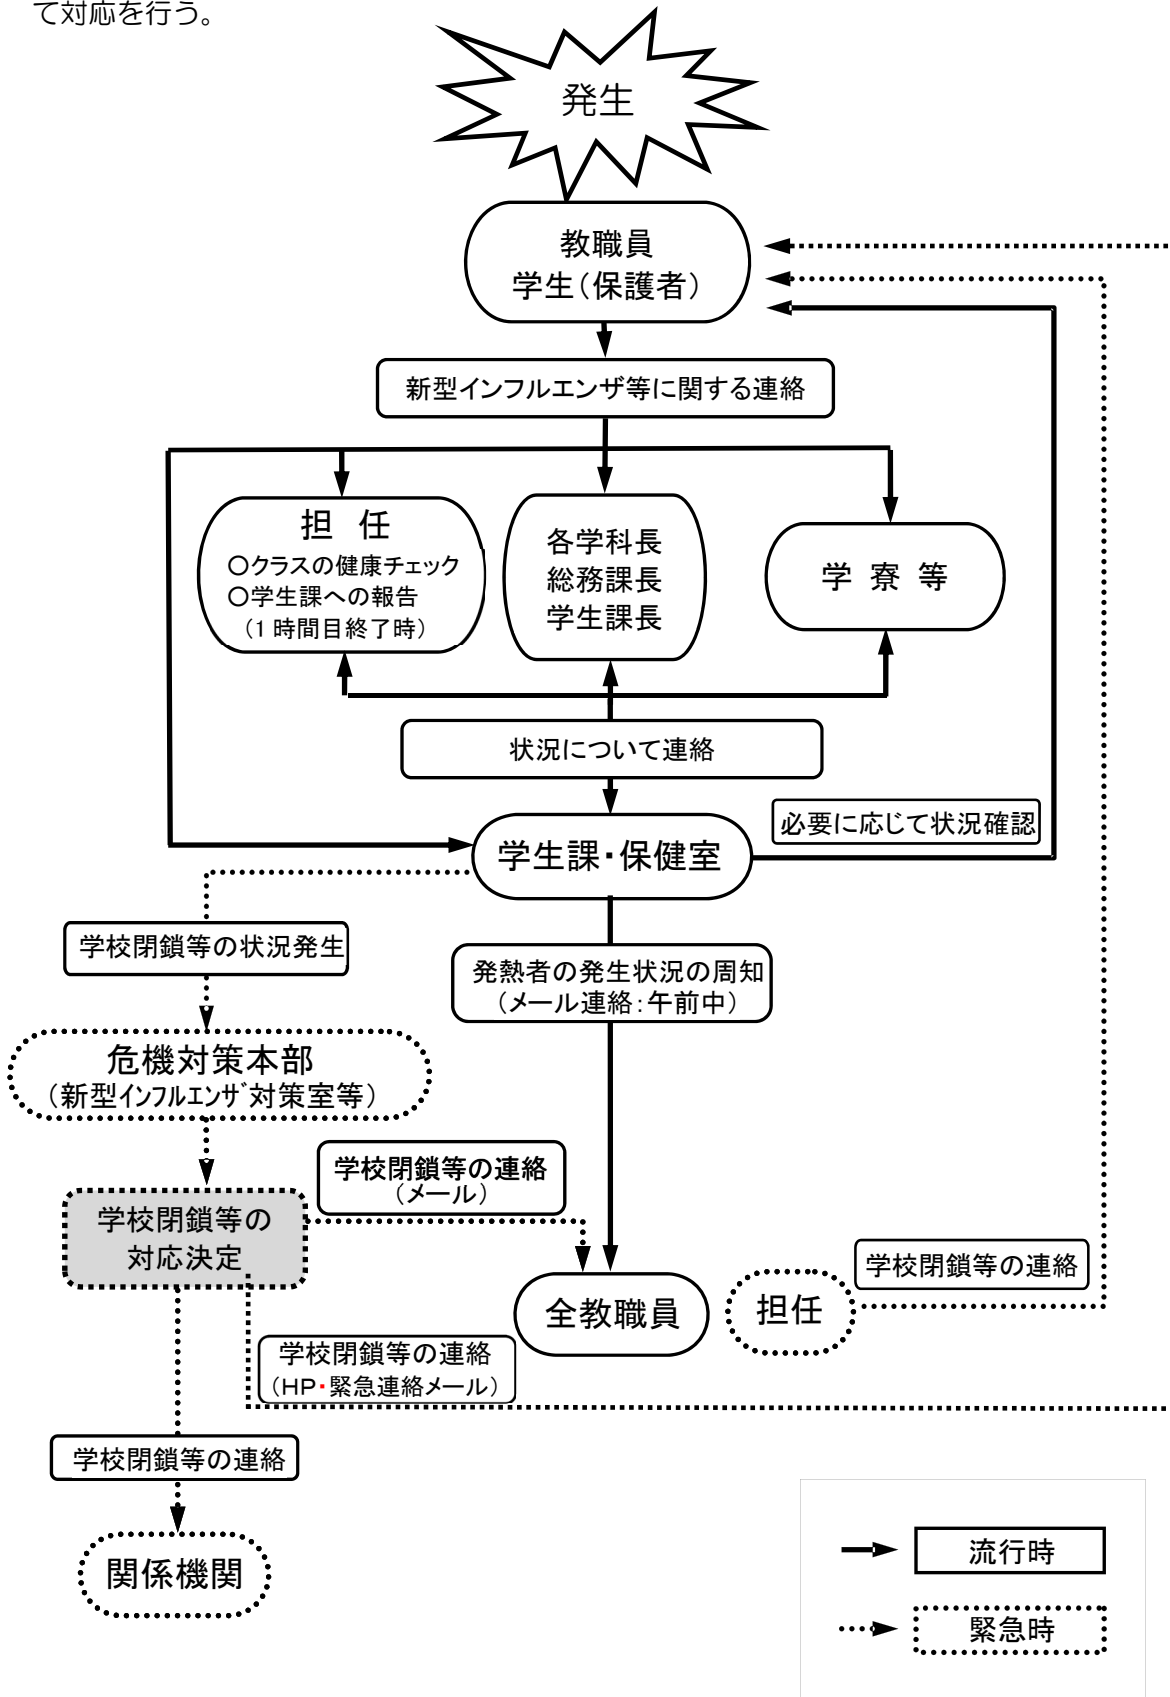 て対応を行う。
発生
教職員
学生（保護者）
新型インフルエンザ等に関する連絡
担　任
○クラスの健康チェック
○学生課への報告
（1 時間目終了時）
各学科長
総務課長
学生課長
学 寮 等
状況について連絡
必要に応じて状況確認
学生課・保健室
学校閉鎖等の状況発生
発熱者の発生状況の周知
（メール連絡：午前中）
危機対策本部
（新型ｲﾝﾌﾙｴﾝｻﾞ対策室等）
学校閉鎖等の連絡
（メール）
学校閉鎖等の
対応決定
学校閉鎖等の連絡
全教職員
担任
学校閉鎖等の連絡
（ＨＰ・緊急連絡メール）
学校閉鎖等の連絡
関係機関
流行時
緊急時